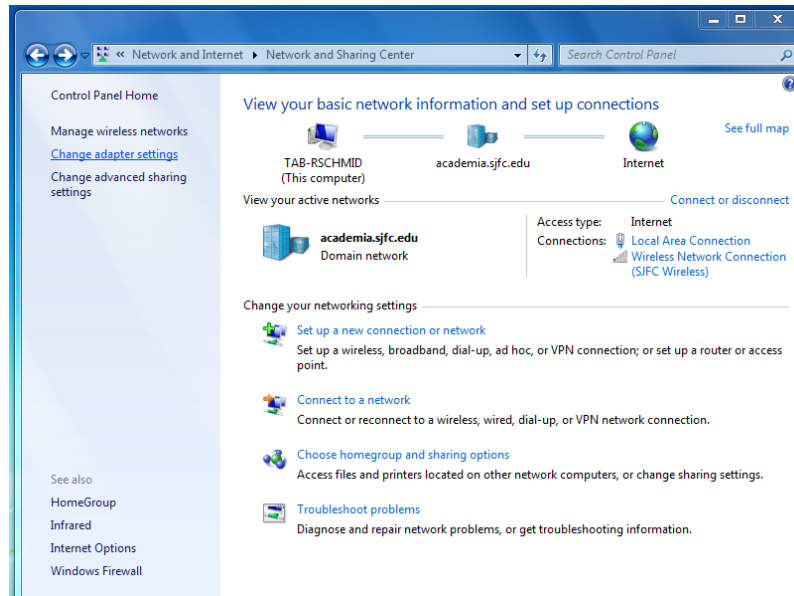 « Network and Internet ▸ Network and Sharing Center
Search Control Panel
Control Panel Home
Manage wireless networks
Change adapter settings
Change advanced sharing
settings
View your basic network information and set up connections
See full map
TAB-RSCHMID
(This computer)
academia.sjfc.edu
Internet
View your active networks
Connect or disconnect
academia.sjfc.edu
Domain network
Access type: Internet
Connections: Local Area Connection
Wireless Network Connection
(SJFC Wireless)
Change your networking settings
Set up a new connection or network
Set up a wireless, broadband, dial-up, ad hoc, or VPN connection; or set up a router or access
point.
Connect to a network
Connect or reconnect to a wireless, wired, dial-up, or VPN network connection.
Choose homegroup and sharing options
Access files and printers located on other network computers, or change sharing settings.
Troubleshoot problems
Diagnose and repair network problems, or get troubleshooting information.
See also
HomeGroup
Infrared
Internet Options
Windows Firewall